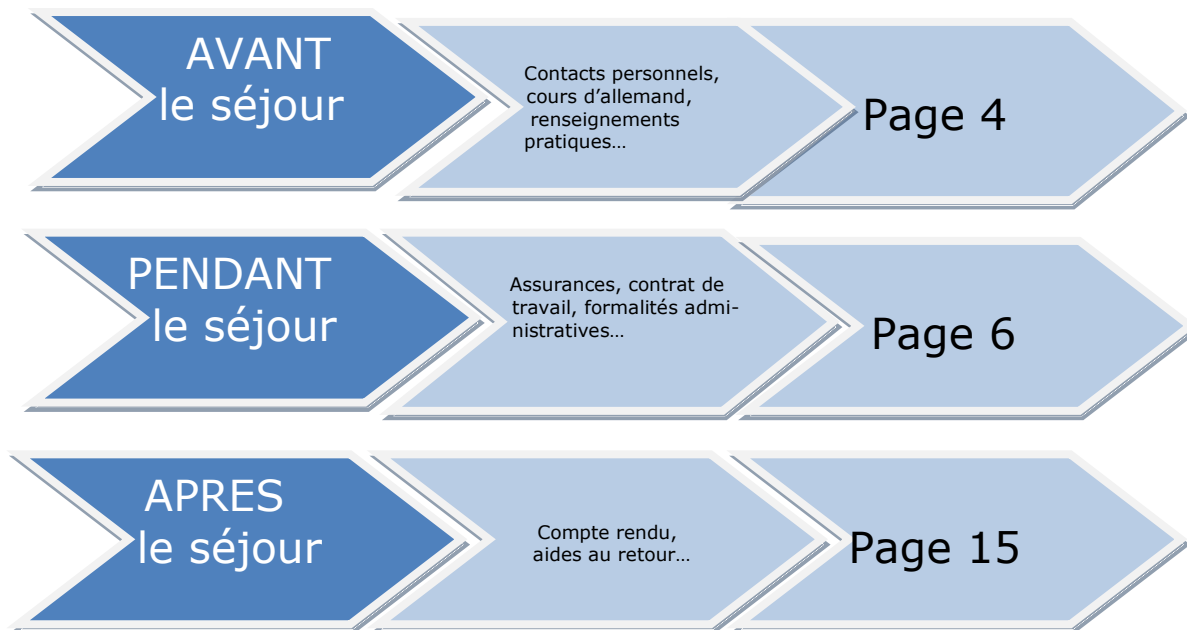 AVANT
le séjour
Contacts personnels,
cours d’allemand,
renseignements
pratiques…
Page 4
PENDANT
le séjour
Assurances, contrat de
travail, formalités admi-
nistratives…
Page 6
APRES
le séjour
Compte rendu,
aides au retour…
Page 15